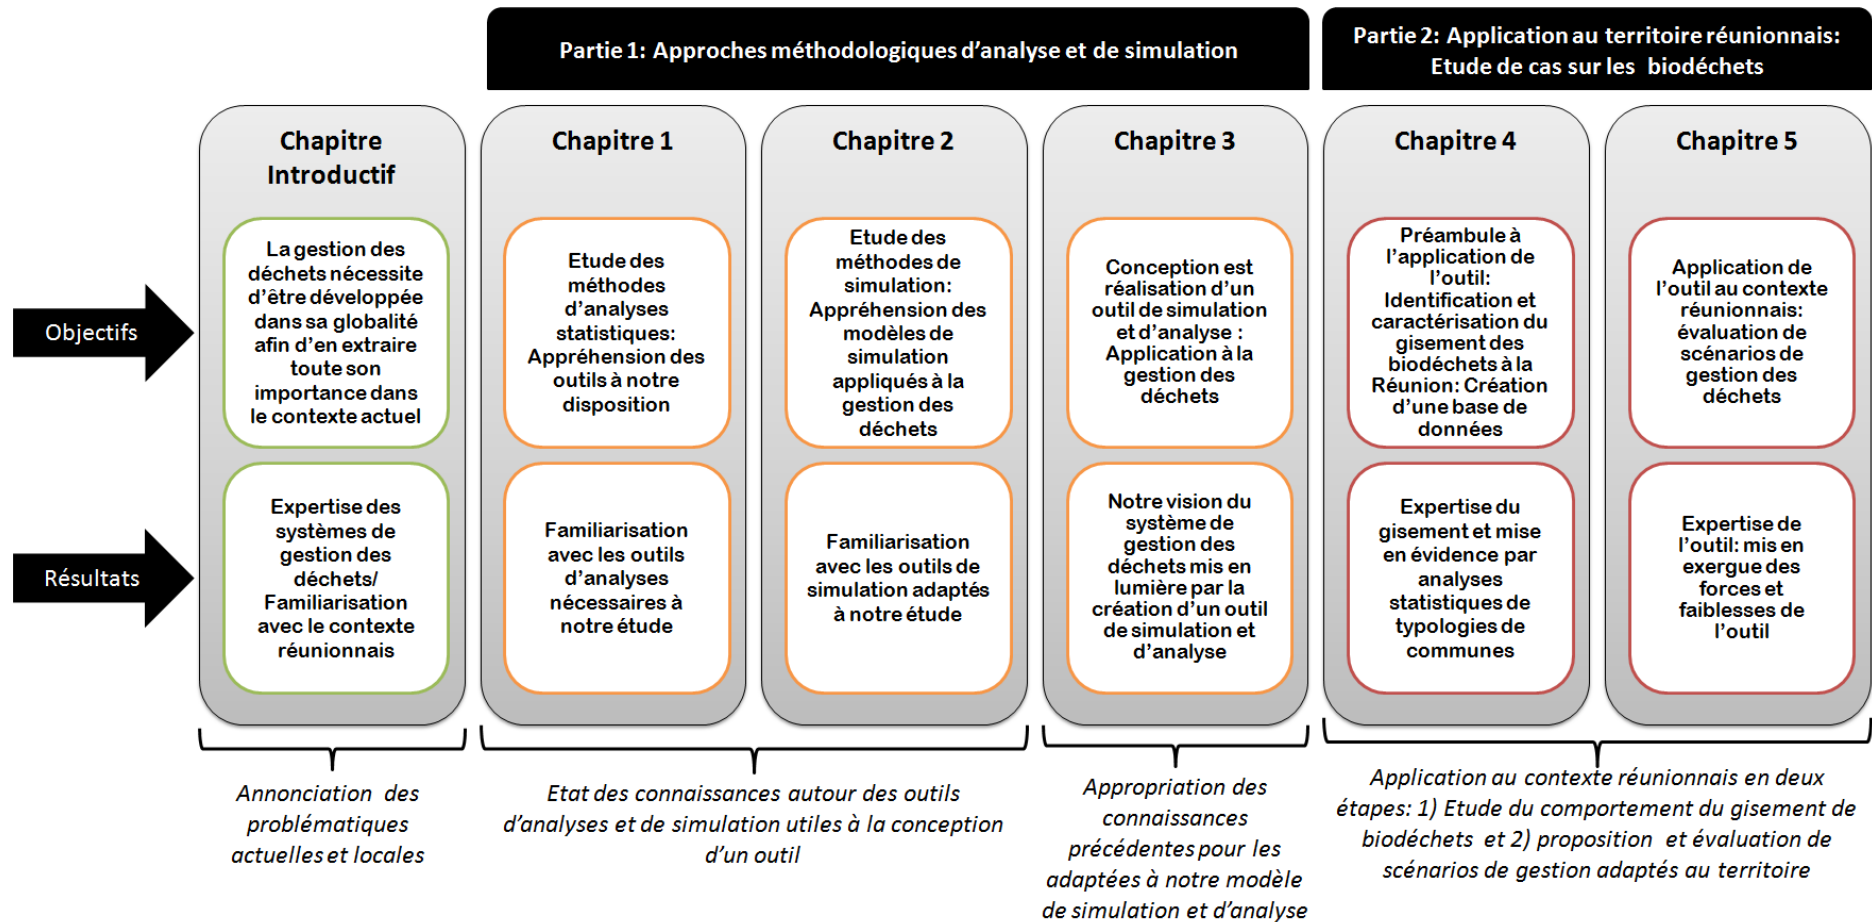 Partie 1: Approches méthodologiques d’analyse et de simulation
Partie 2: Application au territoire réunionnais:
Etude de cas sur les biodéchets
Chapitre
Introductif
Chapitre 1
Chapitre 2
Chapitre 3
Chapitre 4
Chapitre 5
Objectifs
La gestion des
déchets nécessite
d’être développée
dans sa globalité
afin d’en extraire
toute son
importance dans
le contexte actuel
Etude des
méthodes
d’analyses
statistiques:
Appréhension des
outils à notre
disposition
Etude des
méthodes de
simulation:
Appréhension des
modèles de
simulation
appliqués à la
gestion des
déchets
Conception est
réalisation d’un
outil de simulation
et d’analyse :
Application à la
gestion des
déchets
Préambule à
l’application de
l’outil:
Identification et
caractérisation du
gisement des
biodéchets à la
Réunion: Création
d’une base de
données
Application de
l’outil au contexte
réunionnais:
évaluation de
scénarios de
gestion des
déchets
Résultats
Expertise des
systèmes de
gestion des
déchets/
Familiarisation
avec le contexte
réunionnais
Familiarisation
avec les outils
d’analyses
nécessaires à
notre étude
Familiarisation
avec les outils de
simulation adaptés
à notre étude
Notre vision du
système de
gestion des
déchets mis en
lumière par la
création d’un outil
de simulation et
d’analyse
Expertise du
gisement et mise
en évidence par
analyses
statistiques de
typologies de
communes
Expertise de
l’outil: mis en
exergue des
forces et
faiblesses de
l’outil
Annonciation des
problématiques
actuelles et locales
Etat des connaissances autour des outils
d’analyses et de simulation utiles à la conception
d’un outil
Appropriation des
connaissances
précédentes pour les
adaptées à notre modèle
de simulation et d’analyse
Application au contexte réunionnais en deux
étapes: 1) Etude du comportement du gisement de
biodéchets et 2) proposition et évaluation de
scénarios de gestion adaptés au territoire